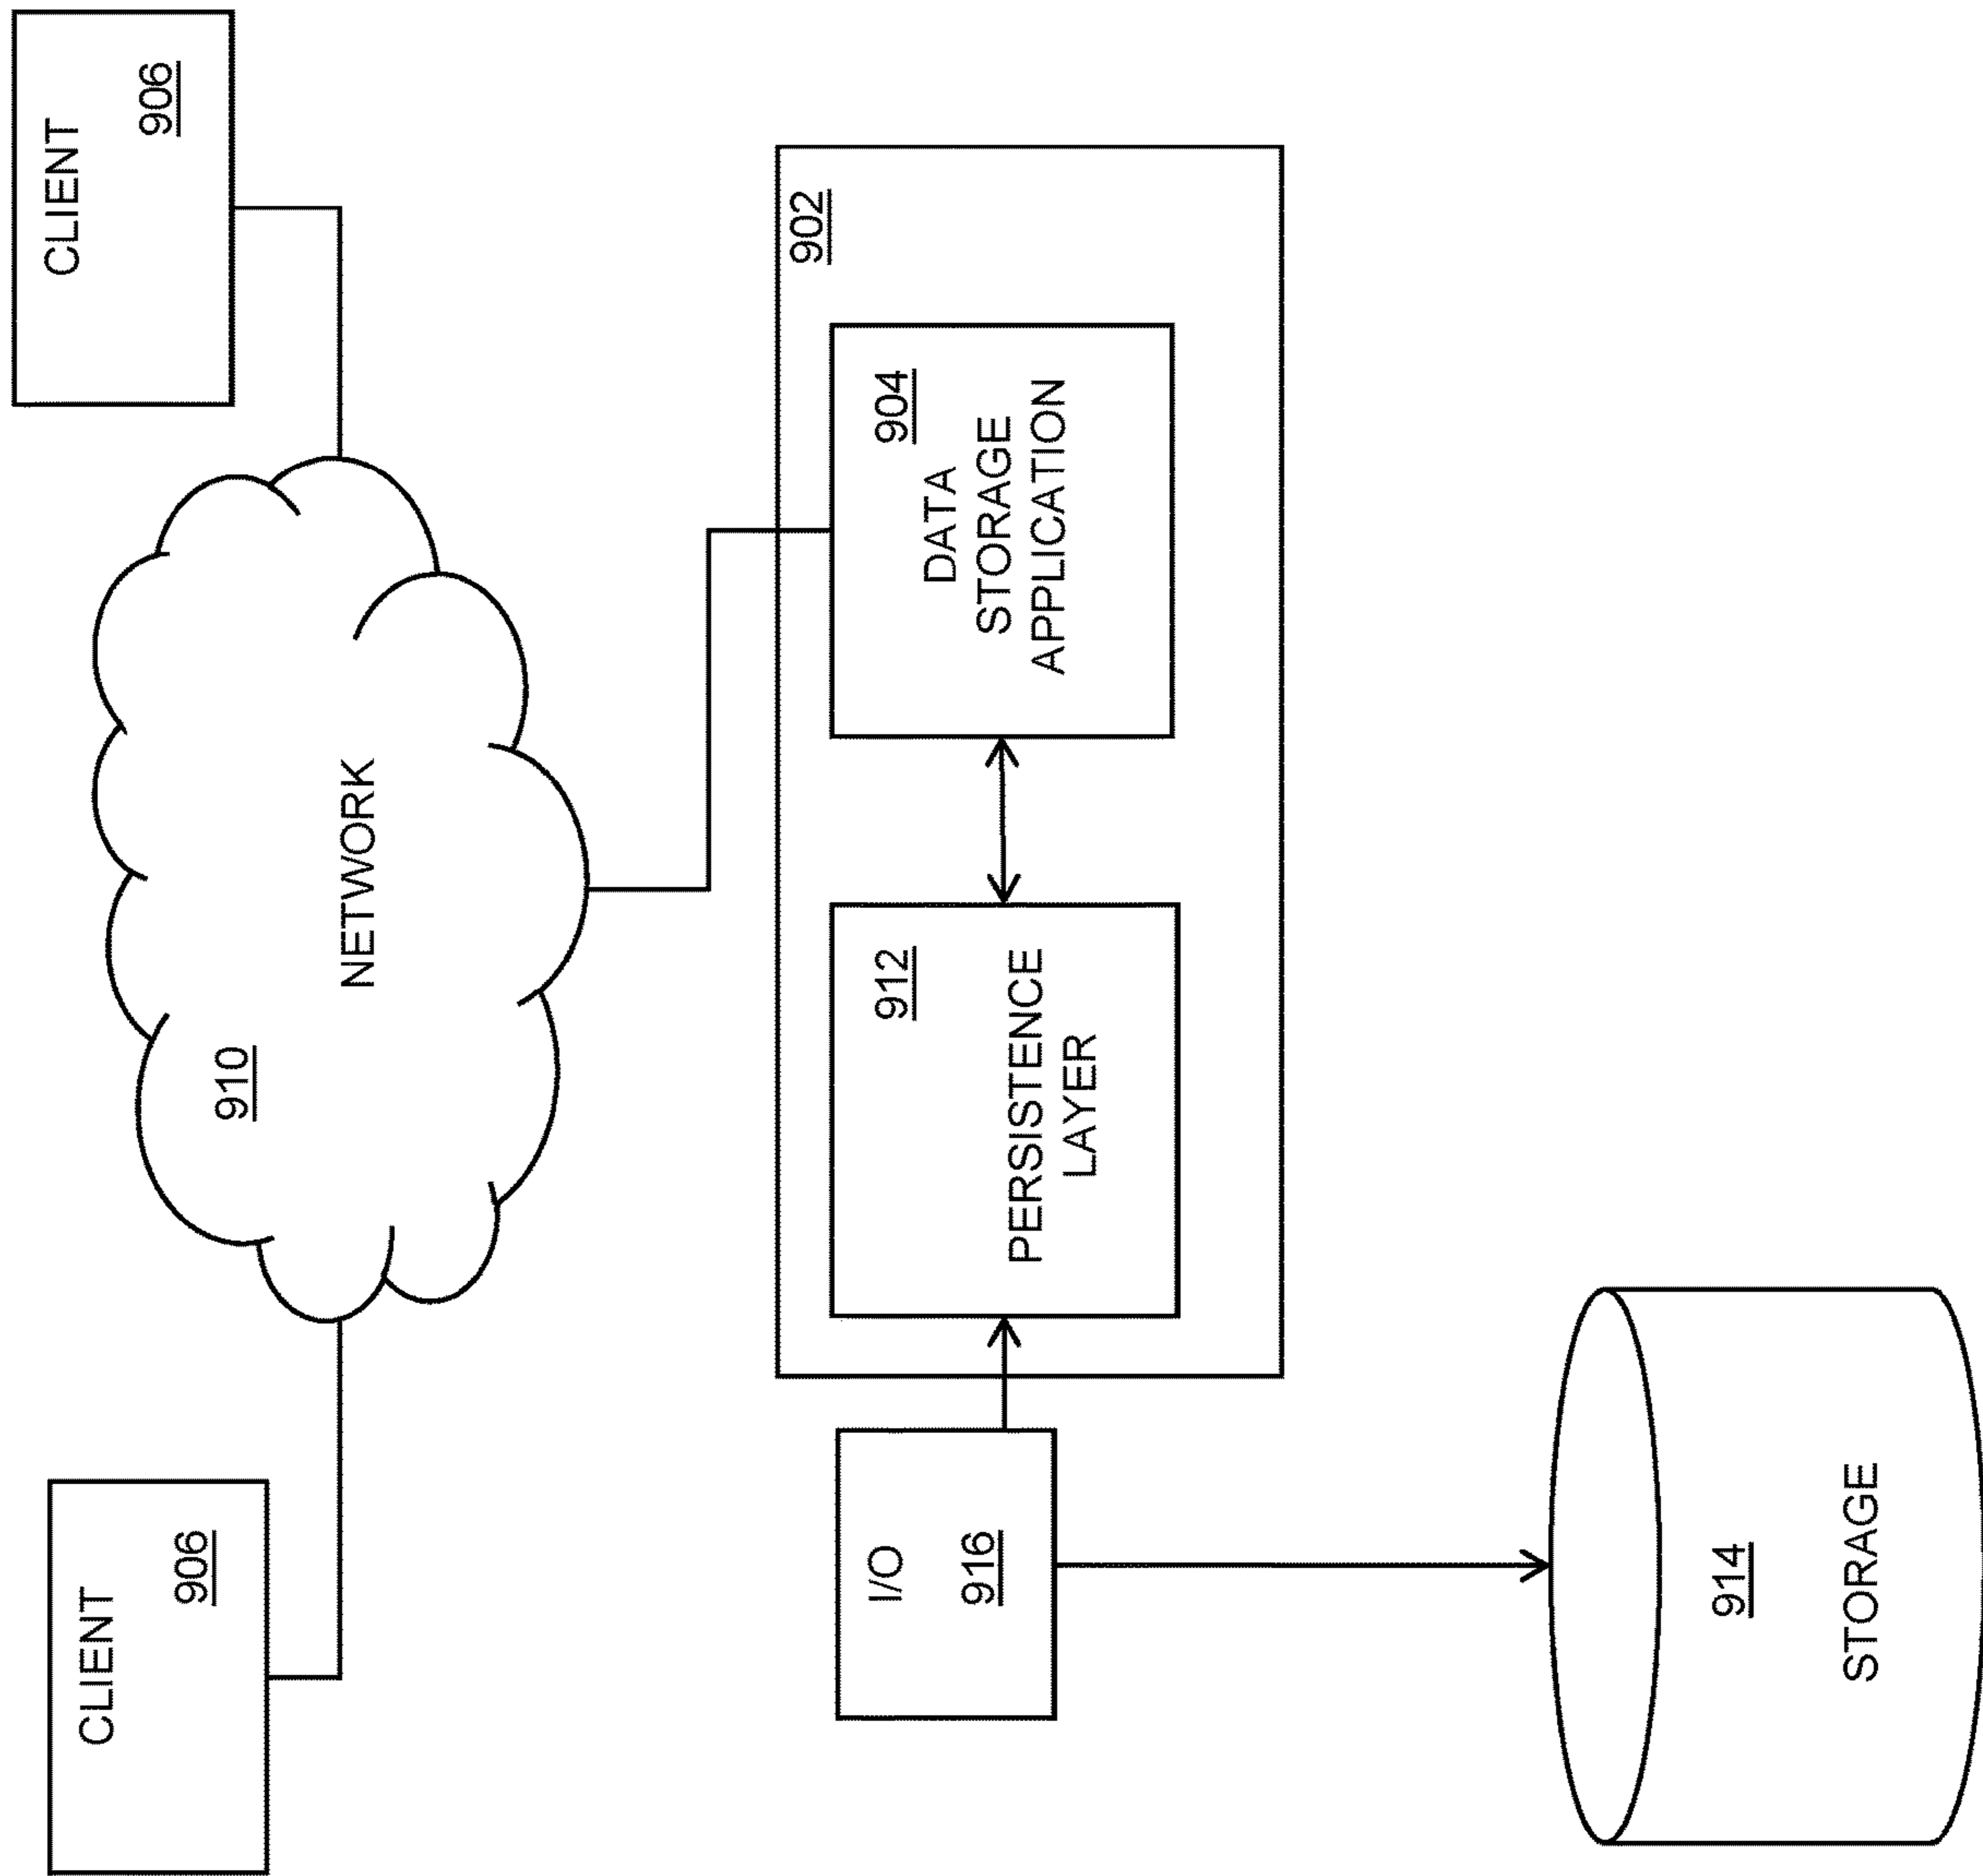 CLIENT
906
CLIENT
906
910
NETWORK
902
I/O
916
912
PERSISTENCE
LAYER
904
DATA
STORAGE
APPLICATION
914
STORAGE